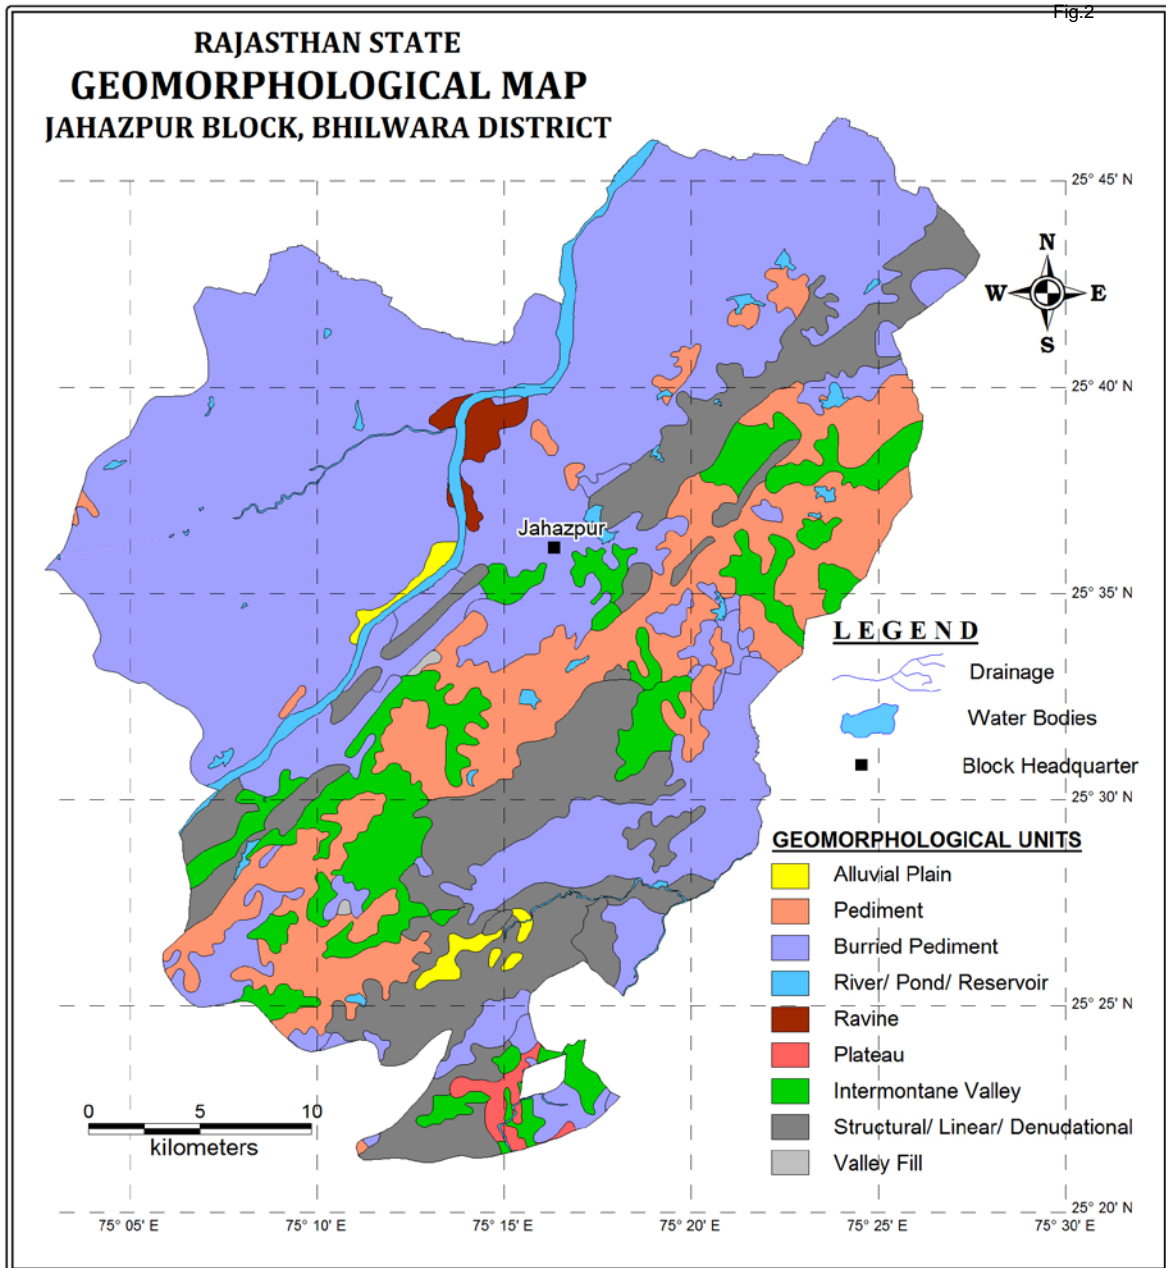 Fig.2
RAJASTHAN STATE
GEOMORPHOLOGICAL MAP
JAHAZPUR BLOCK, BHILWARA DISTRICT
25° 45' N
N
W E
S
25° 40' N
Jahazpur
25° 35' N
LEGEND
Drainage
Water Bodies
Block Headquarter
25° 30' N
GEOMORPHOLOGICAL UNITS
Alluvial Plain
Pediment
Burried Pediment
River/ Pond/ Reservoir
25° 25' N
Ravine
Plateau
Intermontane Valley
Structural/ Linear/ Denudational
Valley Fill
0 5 10
kilometers
25° 20' N
75° 05' E 75° 10' E 75° 15' E 75° 20' E 75° 25' E 75° 30' E